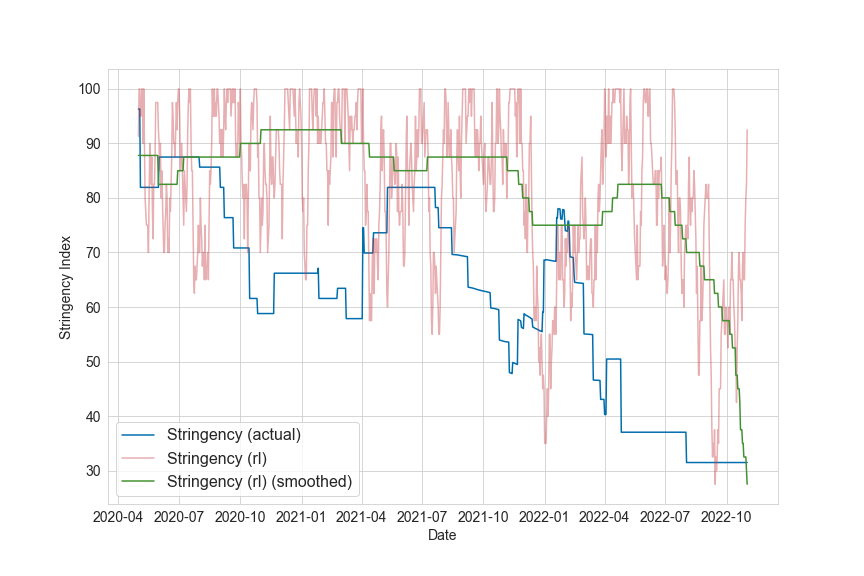 100
90
80
70
60
50
40
30
Stringency Index
Stringency (actual)
Stringency (rl)
Stringency (rl) (smoothed)
2020-04 2020-07 2020-10 2021-01 2021-04 2021-07 2021-10 2022-01 2022-04 2022-07 2022-10
Date